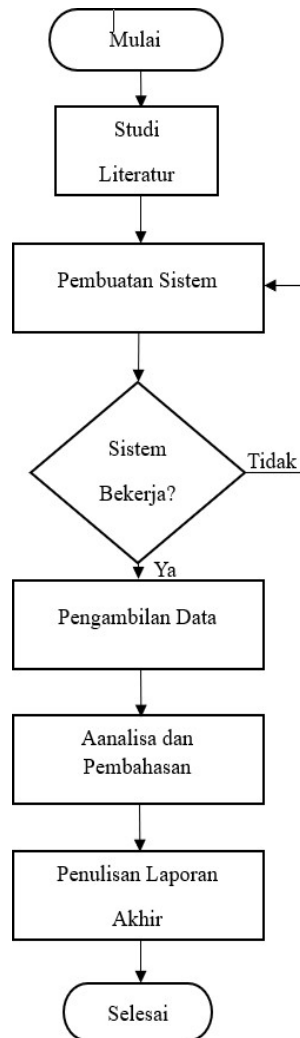 Mulai
Studi
Literatur
Pembuatan Sistem
Sistem
Bekerja?
Tidak
Ya
Pengambilan Data
Aanalisa dan
Pembahasan
Penulisan Laporan
Akhir
Selesai